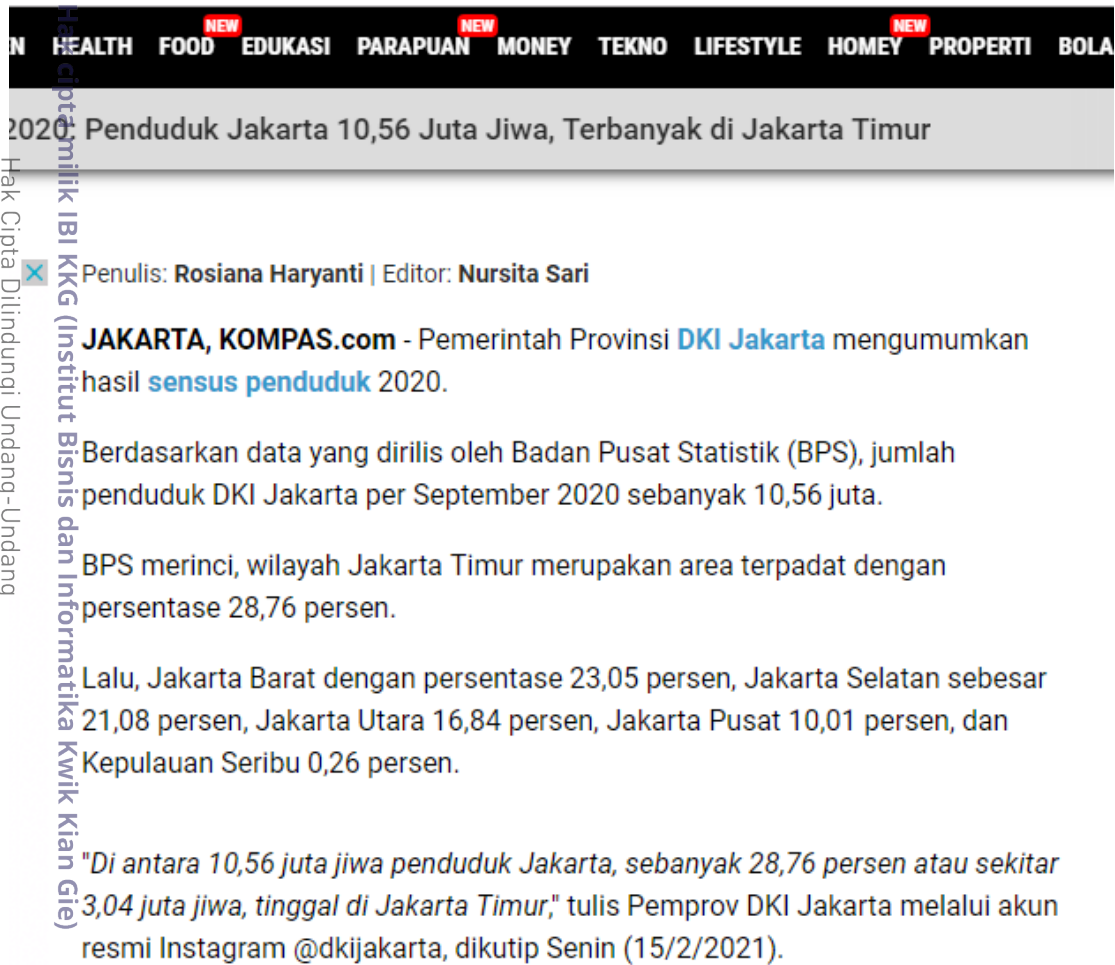 NEW NEW NEW
HEALTH FOOD EDUKASI PARAPUAN MONEY TEKNO LIFESTYLE HOMEY PROPERTI BOLA
2020: Penduduk Jakarta 10,56 Juta Jiwa, Terbanyak di Jakarta Timur
Penulis: Rosiana Haryanti | Editor: Nursita Sari
JAKARTA, KOMPAS.com - Pemerintah Provinsi DKI Jakarta mengumumkan
hasil sensus penduduk 2020.
Berdasarkan data yang dirilis oleh Badan Pusat Statistik (BPS), jumlah
penduduk DKI Jakarta per September 2020 sebanyak 10,56 juta.
BPS merinci, wilayah Jakarta Timur merupakan area terpadat dengan
persentase 28,76 persen.
Lalu, Jakarta Barat dengan persentase 23,05 persen, Jakarta Selatan sebesar
21,08 persen, Jakarta Utara 16,84 persen, Jakarta Pusat 10,01 persen, dan
Kepulauan Seribu 0,26 persen.
"Di antara 10,56 juta jiwa penduduk Jakarta, sebanyak 28,76 persen atau sekitar
3,04 juta jiwa, tinggal di Jakarta Timur," tulis Pemprov DKI Jakarta melalui akun
resmi Instagram @dkijakarta, dikutip Senin (15/2/2021).
Hak cipta milik IBI KKG (Institut Bisnis dan Informatika Kwik Kian Gie)
Hak Cipta Dilindungi Undang-Undang